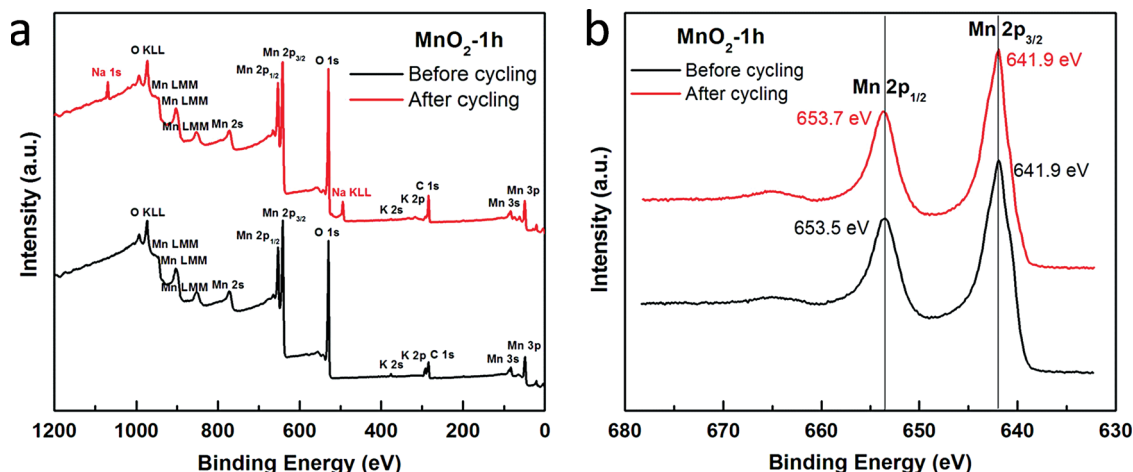 a
MnO2-1h
Before cycling
After cycling
Na 1s
O KLL
Mn LMM
Mn LMM
Mn LMM
Mn 2s
Mn 2p1/2
Mn 2p3/2
O 1s
Na KLL
K 2s
K 2p
C 1s
Mn 3s
Mn 3p
O KLL
Mn LMM
Mn LMM
Mn LMM
Mn 2s
Mn 2p1/2
Mn 2p3/2
O 1s
K 2s
K 2p
C 1s
Mn 3s
Mn 3p
Intensity (a.u.)
1200 1000 800 600 400 200 0
Binding Energy (eV)
b
MnO2-1h
Before cycling
After cycling
Mn 2p3/2
641.9 eV
Mn 2p1/2
653.7 eV
641.9 eV
653.5 eV
Intensity (a.u.)
680 670 660 650 640 630
Binding Energy (eV)